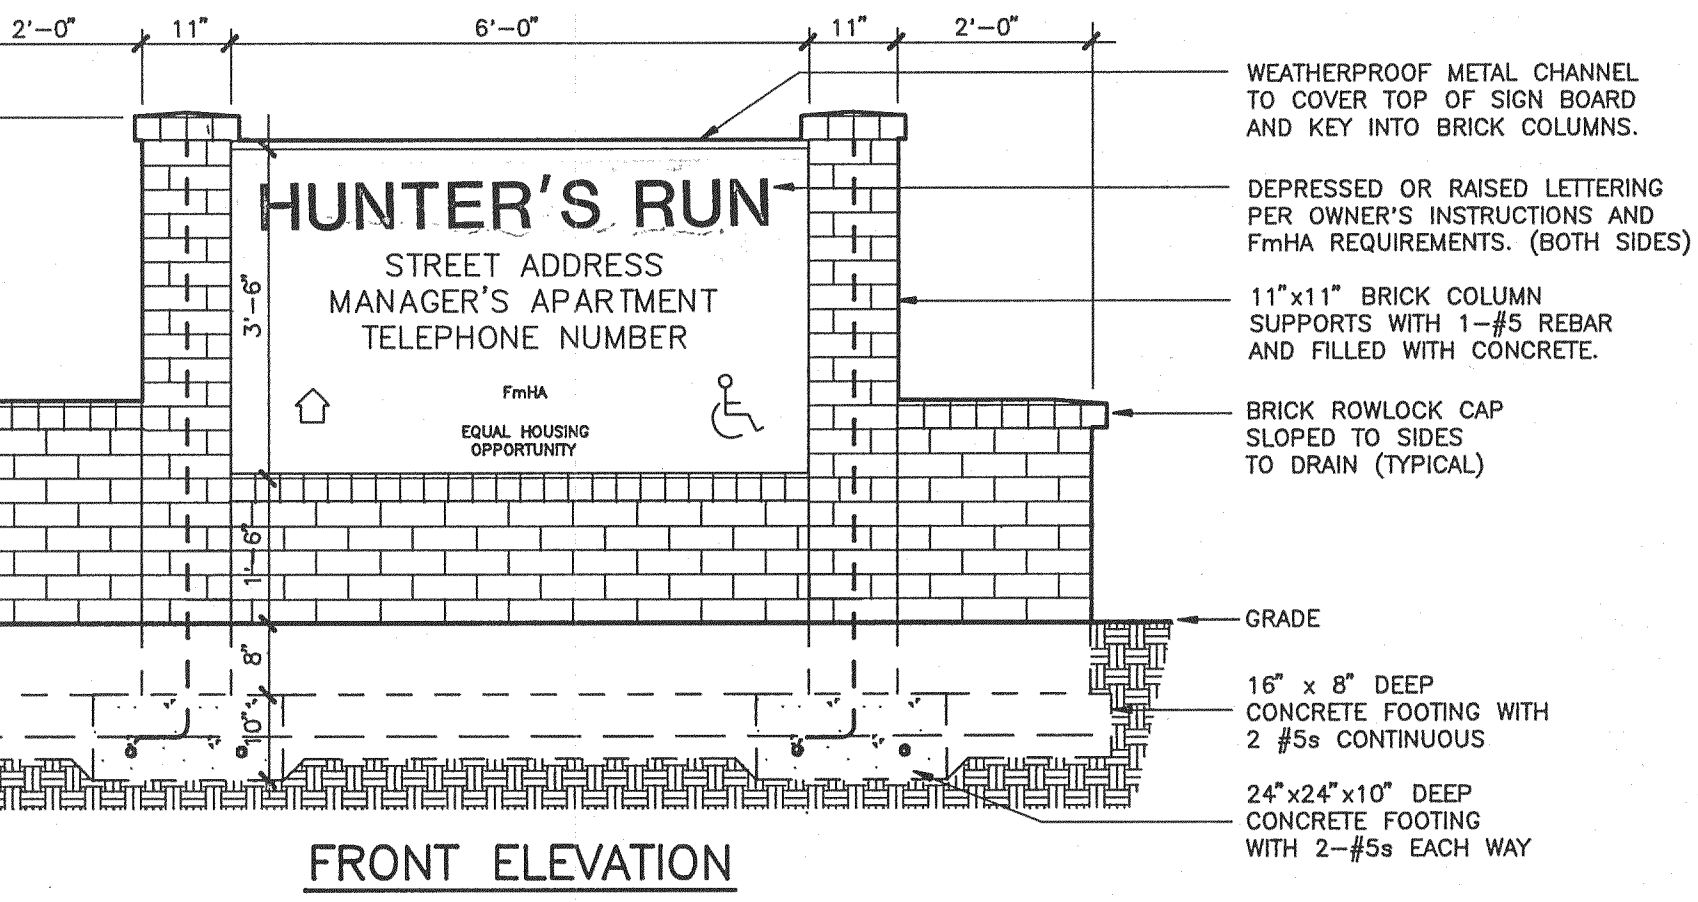 2'-0" 11" 6'-0" 11" 2'-0"
WEATHERPROOF METAL CHANNEL
TO COVER TOP OF SIGN BOARD
AND KEY INTO BRICK COLUMNS.
HUNTER'S RUN
STREET ADDRESS
MANAGER'S APARTMENT
TELEPHONE NUMBER
FmHA
EQUAL HOUSING
OPPORTUNITY
3'-6"
1'-6"
8"
10"
DEPRESSED OR RAISED LETTERING
PER OWNER'S INSTRUCTIONS AND
FmHA REQUIREMENTS. (BOTH SIDES)
11"x11" BRICK COLUMN
SUPPORTS WITH 1-#5 REBAR
AND FILLED WITH CONCRETE.
BRICK ROWLOCK CAP
SLOPED TO SIDES
TO DRAIN (TYPICAL)
GRADE
16" x 8" DEEP
CONCRETE FOOTING WITH
2 #5s CONTINUOUS
24"x24"x10" DEEP
CONCRETE FOOTING
WITH 2-#5s EACH WAY
FRONT ELEVATION